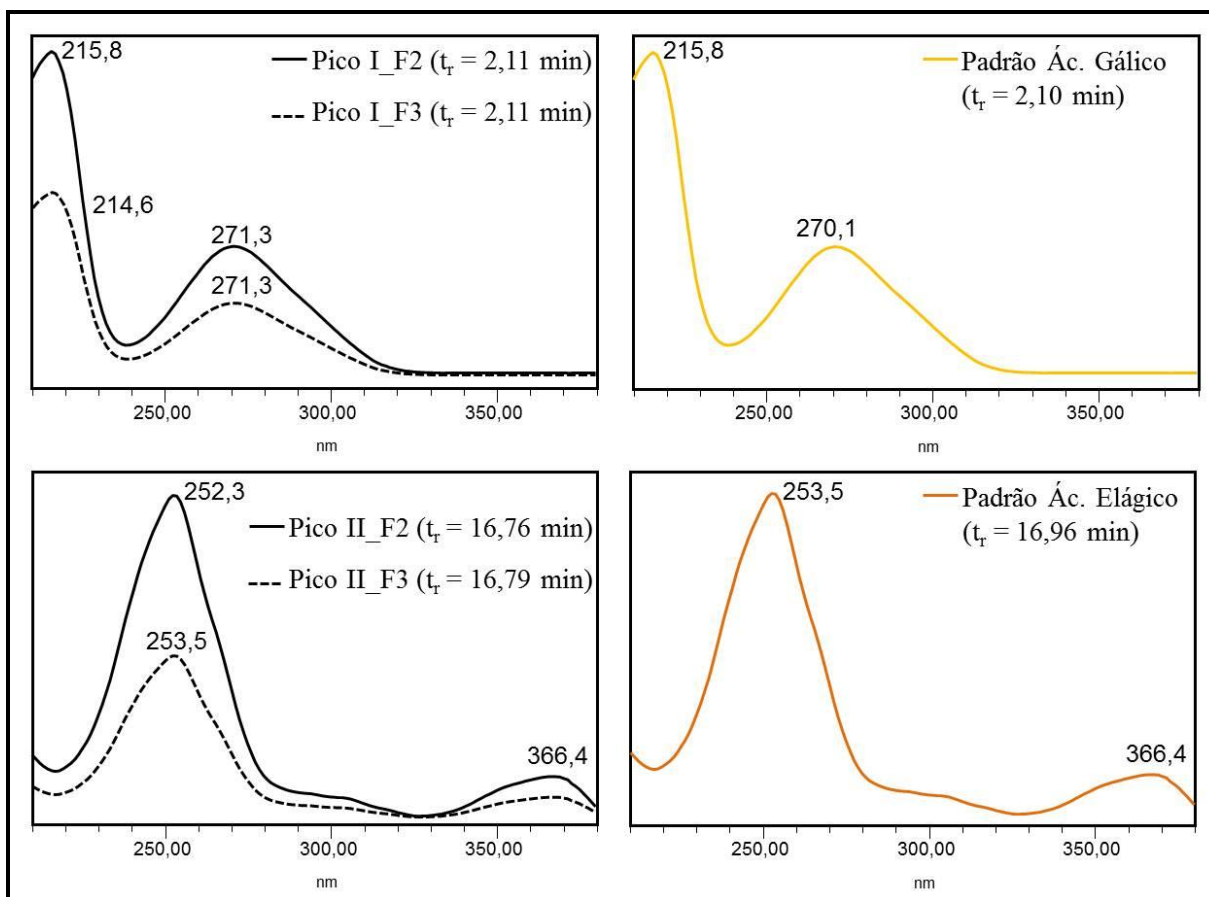 215,8
Pico I_F2 (tr = 2,11 min)
Pico I_F3 (tr = 2,11 min)
214,6
271,3
271,3
250,00 300,00 350,00
nm
215,8
Padrão Ác. Gálico
(tr = 2,10 min)
270,1
250,00 300,00 350,00
nm
252,3
Pico II_F2 (tr = 16,76 min)
Pico II_F3 (tr = 16,79 min)
253,5
366,4
250,00 300,00 350,00
nm
253,5
Padrão Ác. Elágico
(tr = 16,96 min)
366,4
250,00 300,00 350,00
nm